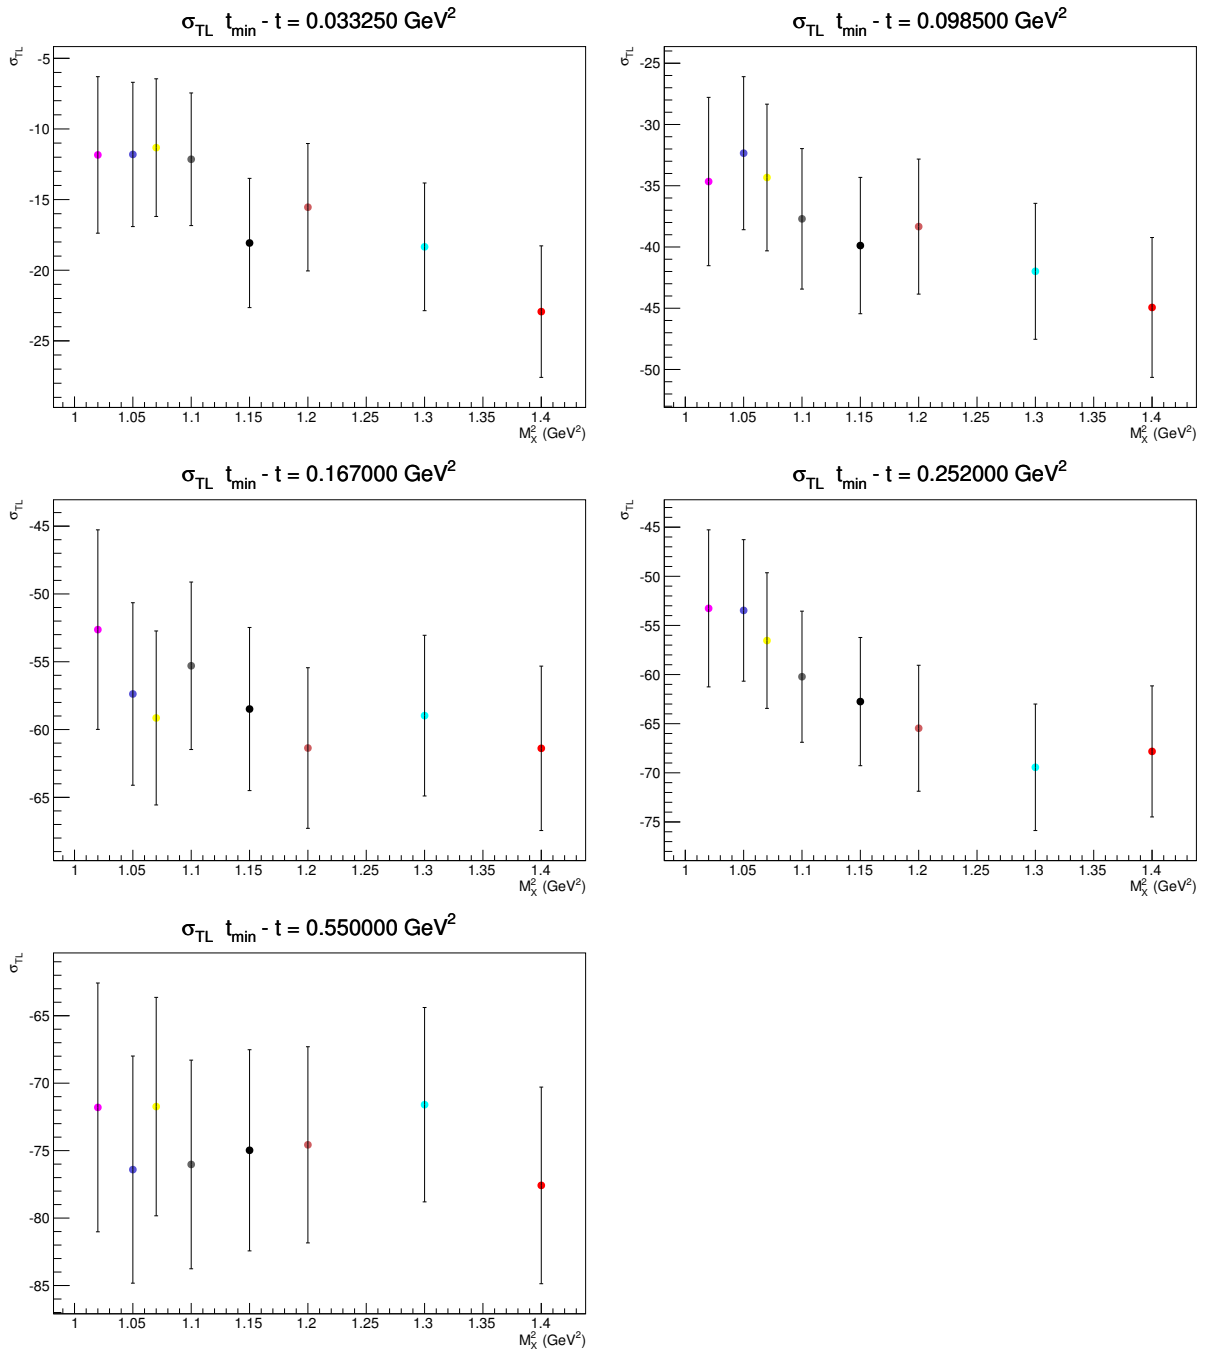 σTL tmin - t = 0.033250 GeV²
σTL
-5
-10
-15
-20
-25
1 1.05 1.1 1.15 1.2 1.25 1.3 1.35 1.4
M²X (GeV²)
σTL tmin - t = 0.098500 GeV²
σTL
-25
-30
-35
-40
-45
-50
1 1.05 1.1 1.15 1.2 1.25 1.3 1.35 1.4
M²X (GeV²)
σTL tmin - t = 0.167000 GeV²
σTL
-45
-50
-55
-60
-65
1 1.05 1.1 1.15 1.2 1.25 1.3 1.35 1.4
M²X (GeV²)
σTL tmin - t = 0.252000 GeV²
σTL
-45
-50
-55
-60
-65
-70
-75
1 1.05 1.1 1.15 1.2 1.25 1.3 1.35 1.4
M²X (GeV²)
σTL tmin - t = 0.550000 GeV²
σTL
-65
-70
-75
-80
-85
1 1.05 1.1 1.15 1.2 1.25 1.3 1.35 1.4
M²X (GeV²)